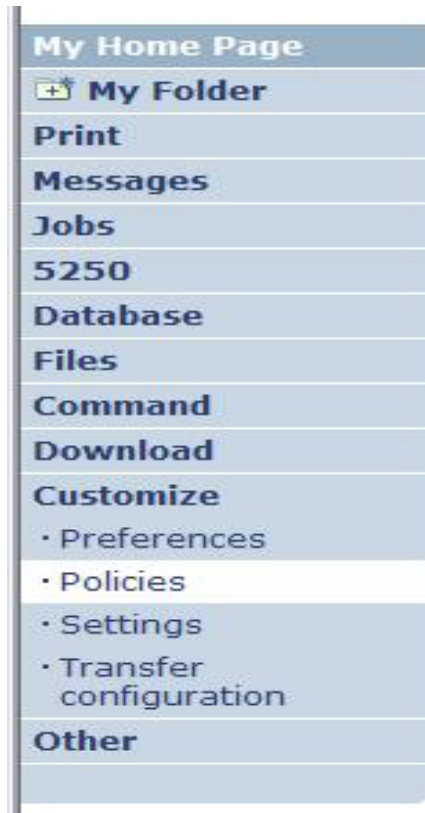 My Home Page
My Folder
Print
Messages
Jobs
5250
Database
Files
Command
Download
Customize
· Preferences
· Policies
· Settings
· Transfer
configuration
Other